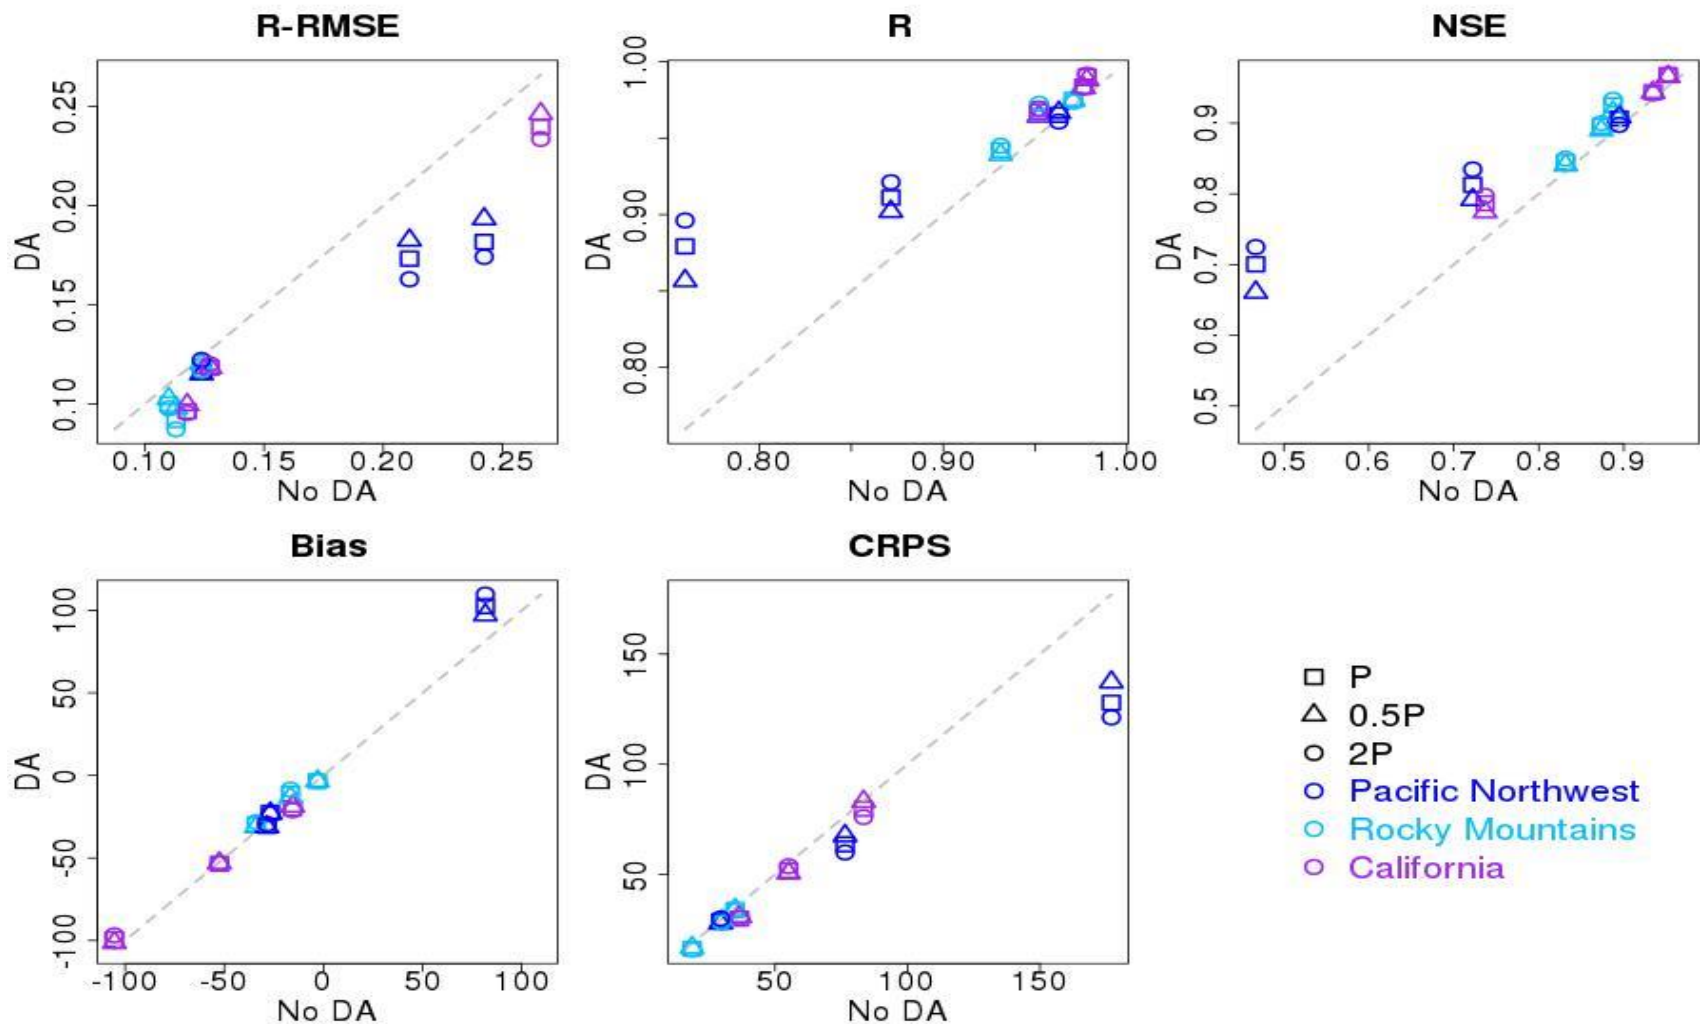 R-RMSE
DA
0.25
0.20
0.15
0.10
0.10 0.15 0.20 0.25
No DA
R
DA
1.00
0.90
0.80
0.80 0.90 1.00
No DA
NSE
DA
0.9
0.8
0.7
0.6
0.5
0.5 0.6 0.7 0.8 0.9
No DA
Bias
DA
100
50
0
-50
-100
-100 -50 0 50 100
No DA
CRPS
DA
150
100
50
50 100 150
No DA
P
0.5P
2P
Pacific Northwest
Rocky Mountains
California